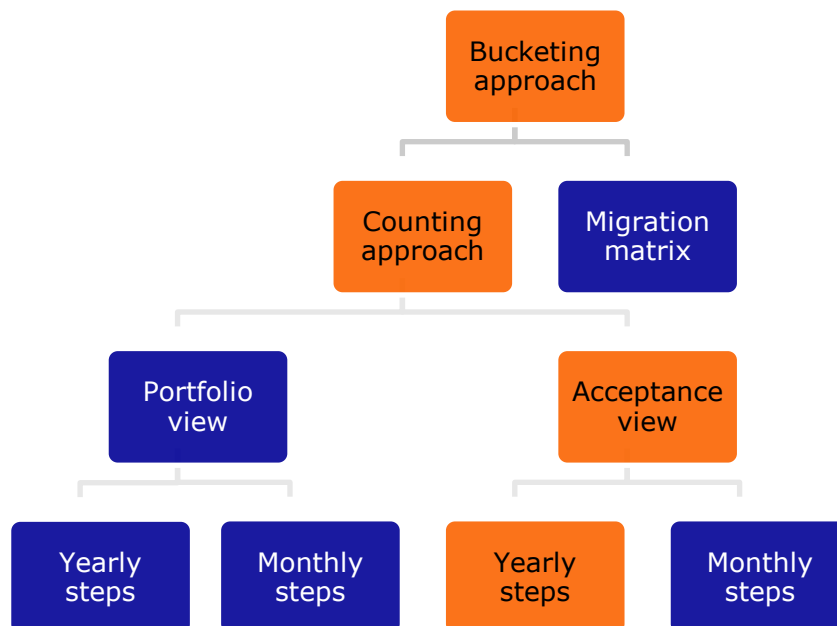 Bucketing
approach
Counting
approach
Migration
matrix
Portfolio
view
Acceptance
view
Yearly
steps
Monthly
steps
Yearly
steps
Monthly
steps